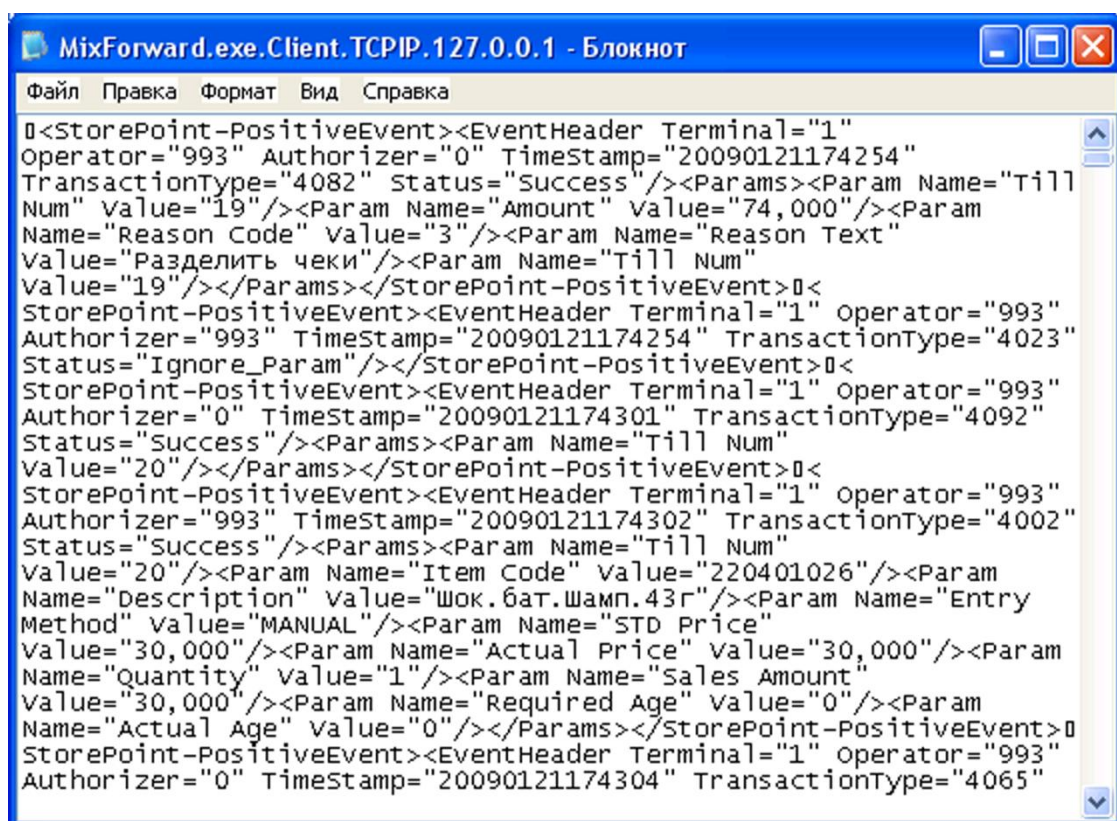 MixForward.exe.Client.TCPIP.127.0.0.1 - Блокнот
Файл Правка Формат Вид Справка
▯<StorePoint-PositiveEvent><EventHeader Terminal="1"
Operator="993" Authorizer="0" TimeStamp="20090121174254"
TransactionType="4082" Status="Success"/><Params><Param Name="Till
Num" Value="19"/><Param Name="Amount" Value="74,000"/><Param
Name="Reason Code" Value="3"/><Param Name="Reason Text"
Value="Разделить чеки"/><Param Name="Till Num"
Value="19"/></Params></StorePoint-PositiveEvent>▯<
StorePoint-PositiveEvent><EventHeader Terminal="1" Operator="993"
Authorizer="993" TimeStamp="20090121174254" TransactionType="4023"
Status="Ignore_Param"/></StorePoint-PositiveEvent>▯<
StorePoint-PositiveEvent><EventHeader Terminal="1" Operator="993"
Authorizer="0" TimeStamp="20090121174301" TransactionType="4092"
Status="Success"/><Params><Param Name="Till Num"
Value="20"/></Params></StorePoint-PositiveEvent>▯<
StorePoint-PositiveEvent><EventHeader Terminal="1" Operator="993"
Authorizer="993" TimeStamp="20090121174302" TransactionType="4002"
Status="Success"/><Params><Param Name="Till Num"
Value="20"/><Param Name="Item Code" Value="220401026"/><Param
Name="Description" Value="Шок.бат.Шамп.43г"/><Param Name="Entry
Method" Value="MANUAL"/><Param Name="STD Price"
Value="30,000"/><Param Name="Actual Price" Value="30,000"/><Param
Name="Quantity" Value="1"/><Param Name="Sales Amount"
Value="30,000"/><Param Name="Required Age" Value="0"/><Param
Name="Actual Age" Value="0"/></Params></StorePoint-PositiveEvent>▯
StorePoint-PositiveEvent><EventHeader Terminal="1" Operator="993"
Authorizer="0" TimeStamp="20090121174304" TransactionType="4065"